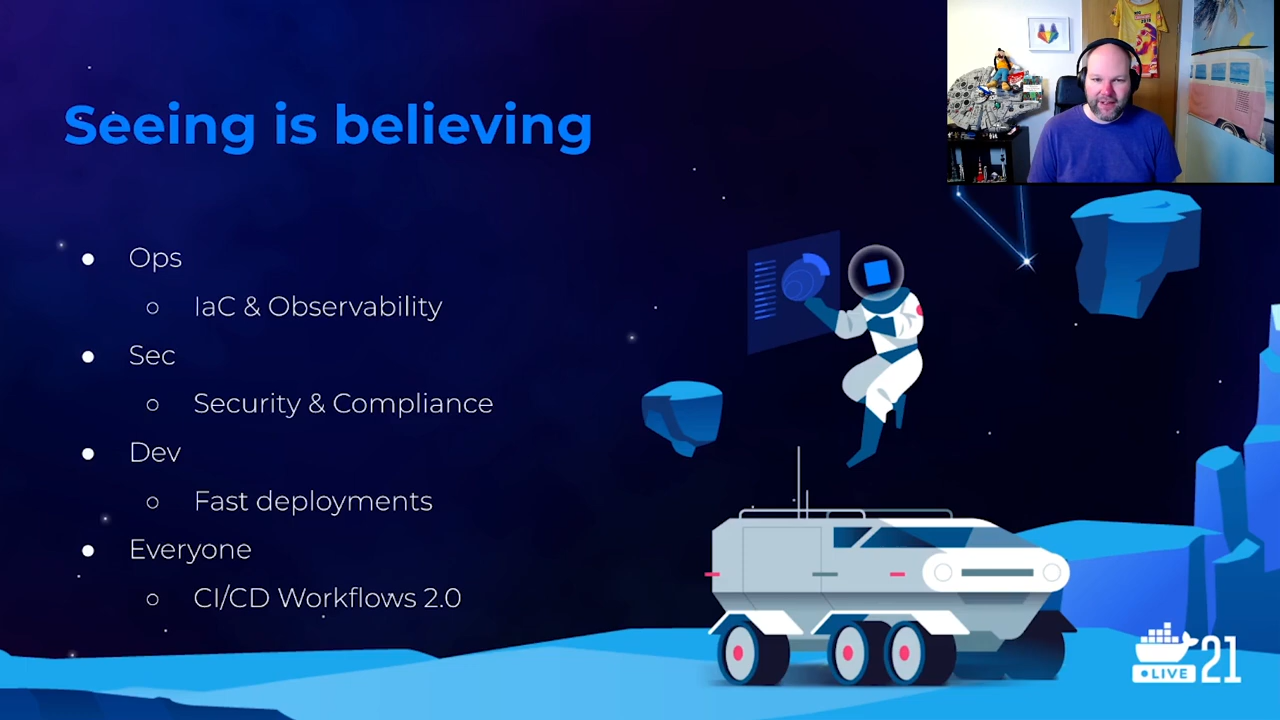 Seeing is believing
Ops
IaC & Observability
Sec
Security & Compliance
Dev
Fast deployments
Everyone
CI/CD Workflows 2.0
LIVE 21